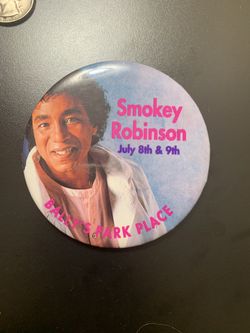 Smokey
Robinson
July 8th & 9th
BALLY'S PARK PLACE